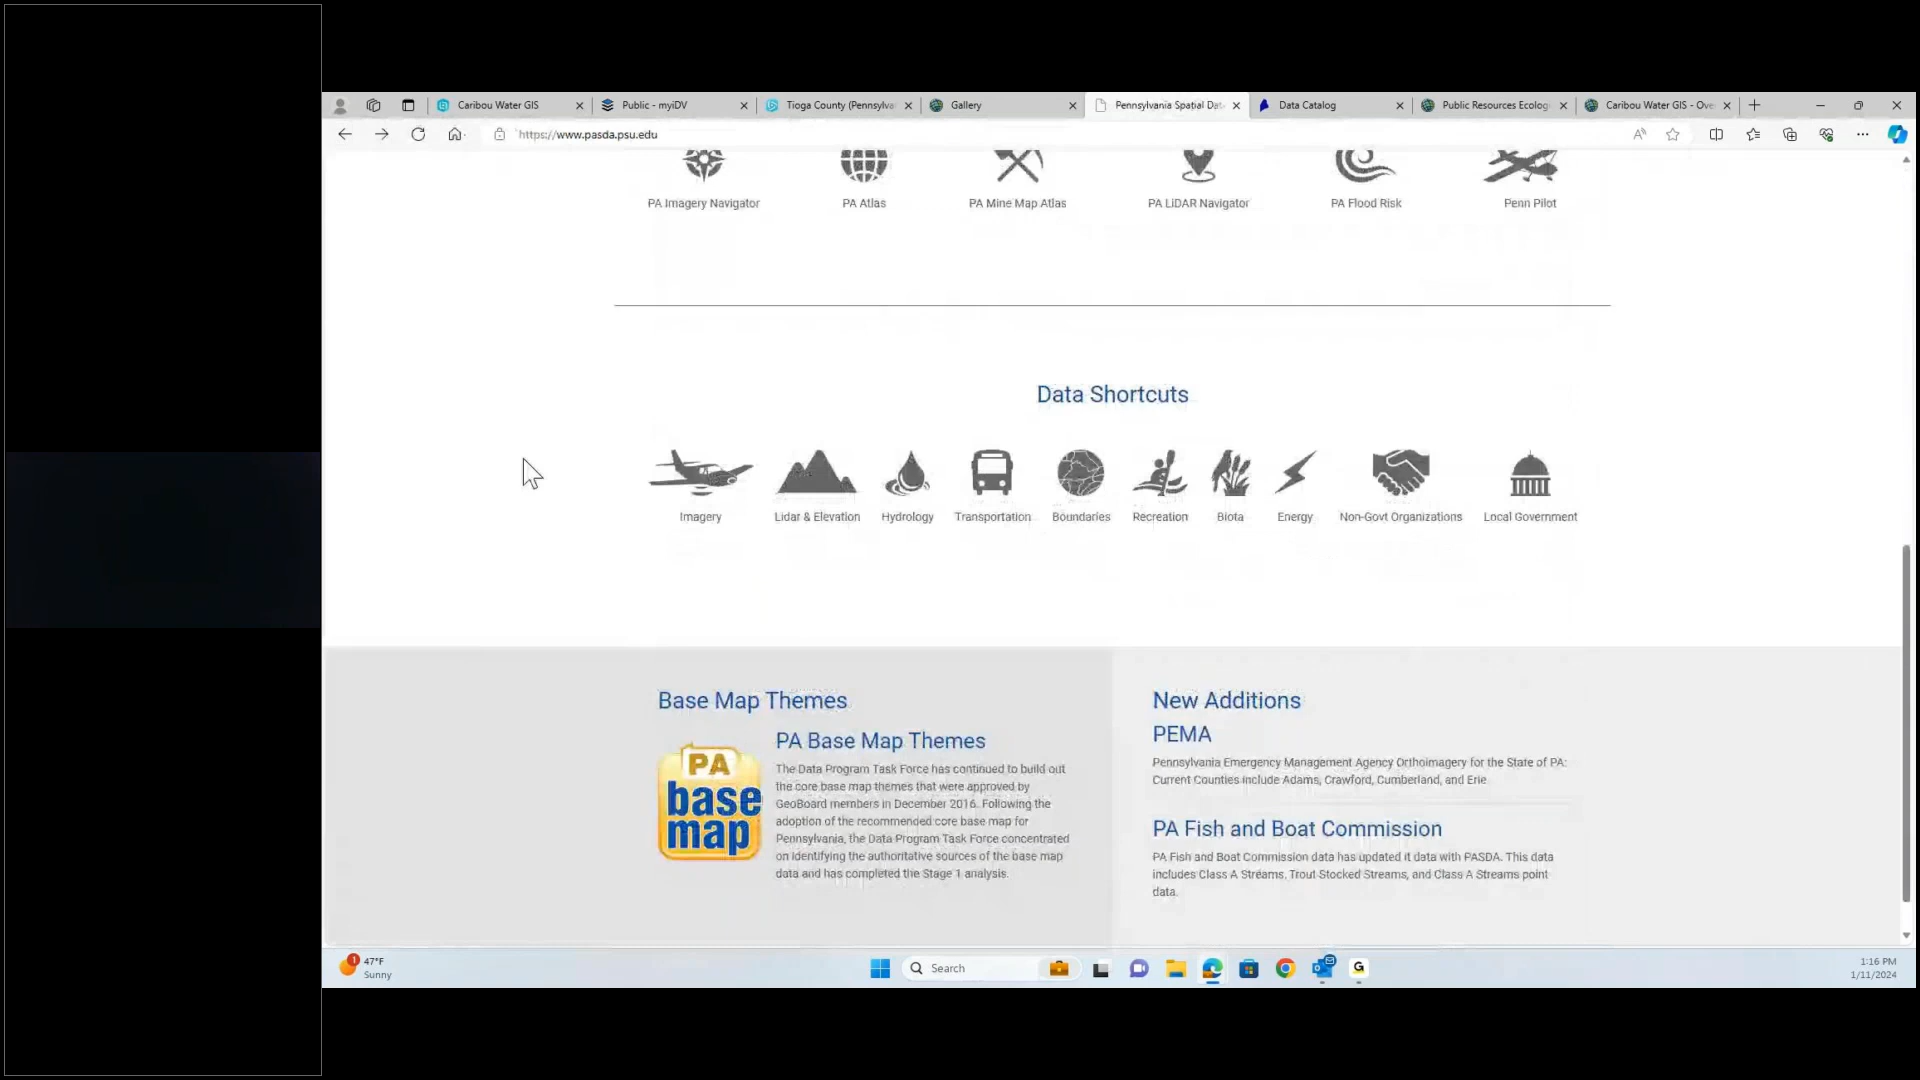 Caribou Water GIS
Public - myiDV
Tioga County (Pennsylva
Gallery
Pennsylvania Spatial Dat
Data Catalog
Public Resources Ecolog
Caribou Water GIS - Ove
https://www.pasda.psu.edu
PA Imagery Navigator
PA Atlas
PA Mine Map Atlas
PA LiDAR Navigator
PA Flood Risk
Penn Pilot
Data Shortcuts
Imagery
Lidar & Elevation
Hydrology
Transportation
Boundaries
Recreation
Biota
Energy
Non-Govt Organizations
Local Government
Base Map Themes
PA
base
map
PA Base Map Themes
The Data Program Task Force has continued to build out
the core base map themes that were approved by
GeoBoard members in December 2016. Following the
adoption of the recommended core base map for
Pennsylvania, the Data Program Task Force concentrated
on identifying the authoritative sources of the base map
data and has completed the Stage 1 analysis.
New Additions
PEMA
Pennsylvania Emergency Management Agency Orthoimagery for the State of PA:
Current Counties include Adams, Crawford, Cumberland, and Erie
PA Fish and Boat Commission
PA Fish and Boat Commission data has updated it data with PASDA. This data
includes Class A Streams, Trout Stocked Streams, and Class A Streams point
data.
1
47°F
Sunny
Search
G
1:16 PM
1/11/2024